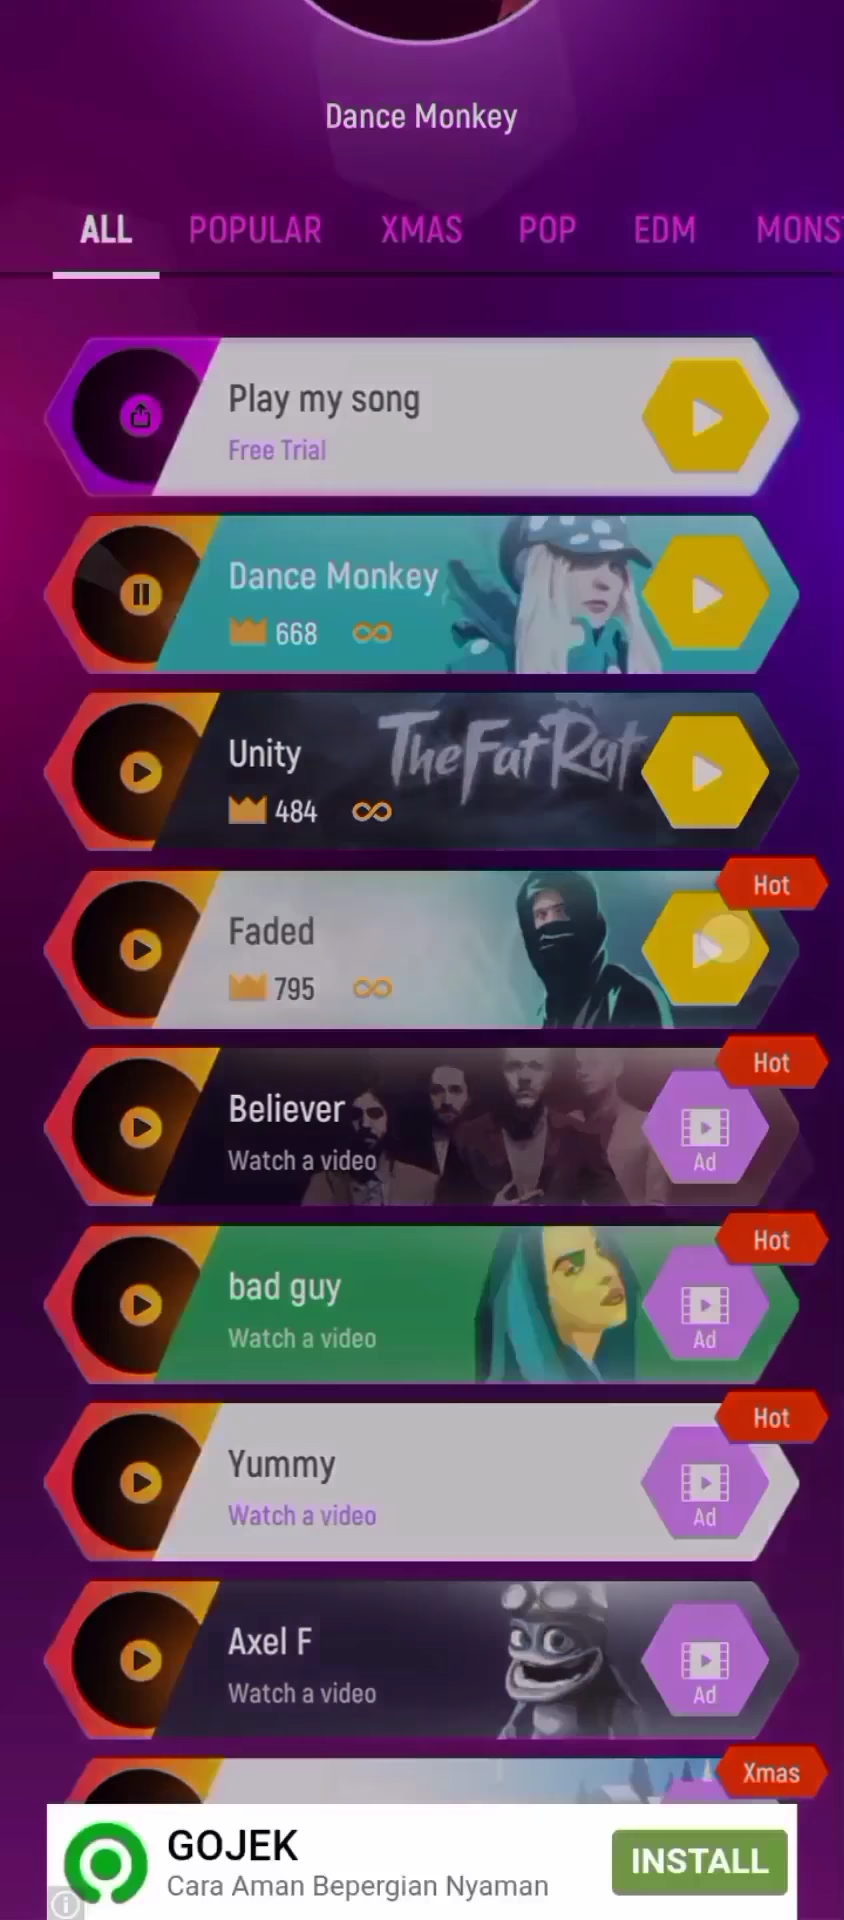 Dance Monkey
ALL POPULAR XMAS POP EDM MONS
Play my song
Free Trial
Dance Monkey
668
Unity
TheFatRat
484
Hot
Faded
795
Hot
Believer
Watch a video
Ad
Hot
bad guy
Watch a video
Ad
Hot
Yummy
Watch a video
Ad
Axel F
Watch a video
Ad
Xmas
GOJEK
Cara Aman Bepergian Nyaman
INSTALL